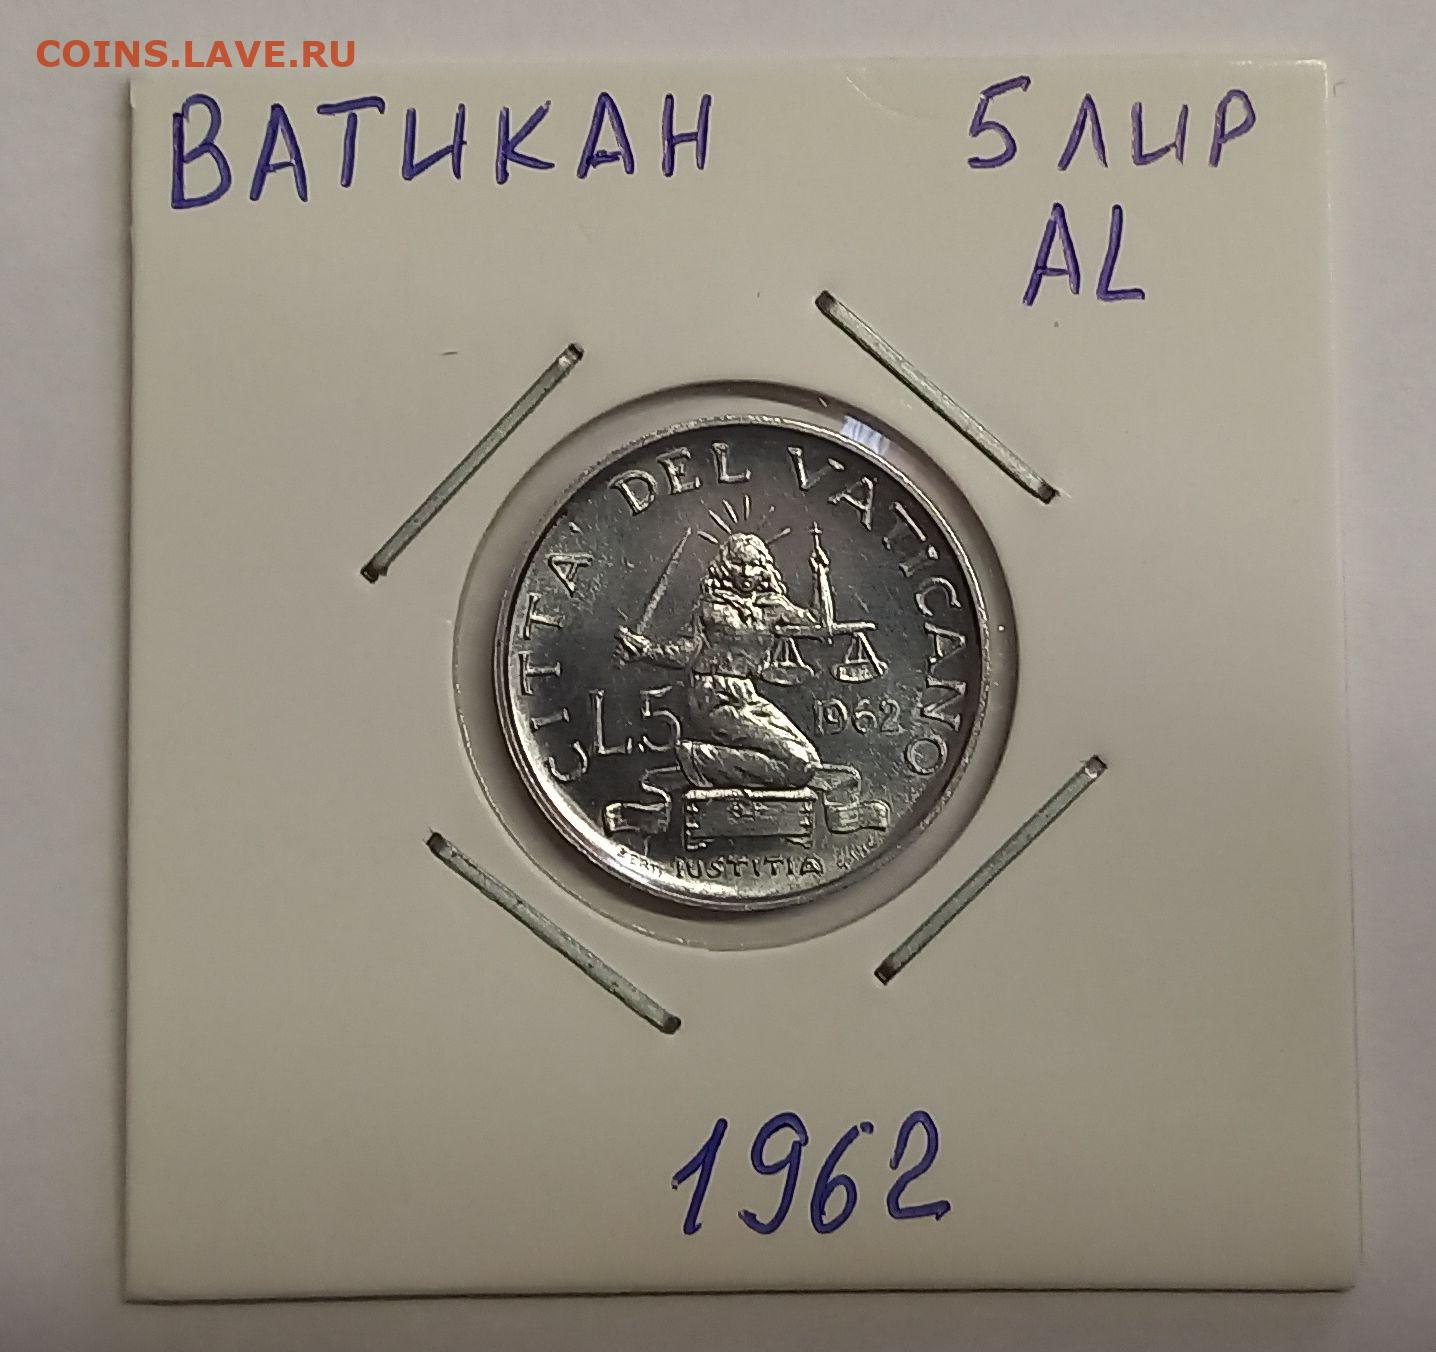 COINS.LAVE.RU
ВАТИКАН 5 ЛИР
AL
CITTA' DEL VATICANO
L.5 1962
IUSTITIA
1962